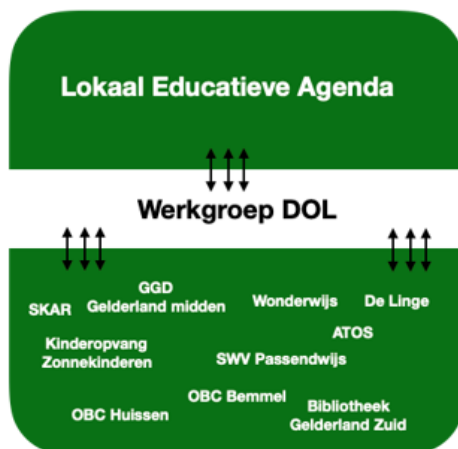 Lokaal Educatieve Agenda
Werkgroep DOL
GGD
Gelderland midden
SKAR
Wonderwijs
De Linge
ATOS
Kinderopvang
Zonnekinderen
SWV Passendwijs
OBC Bemmel
OBC Huissen
Bibliotheek
Gelderland Zuid